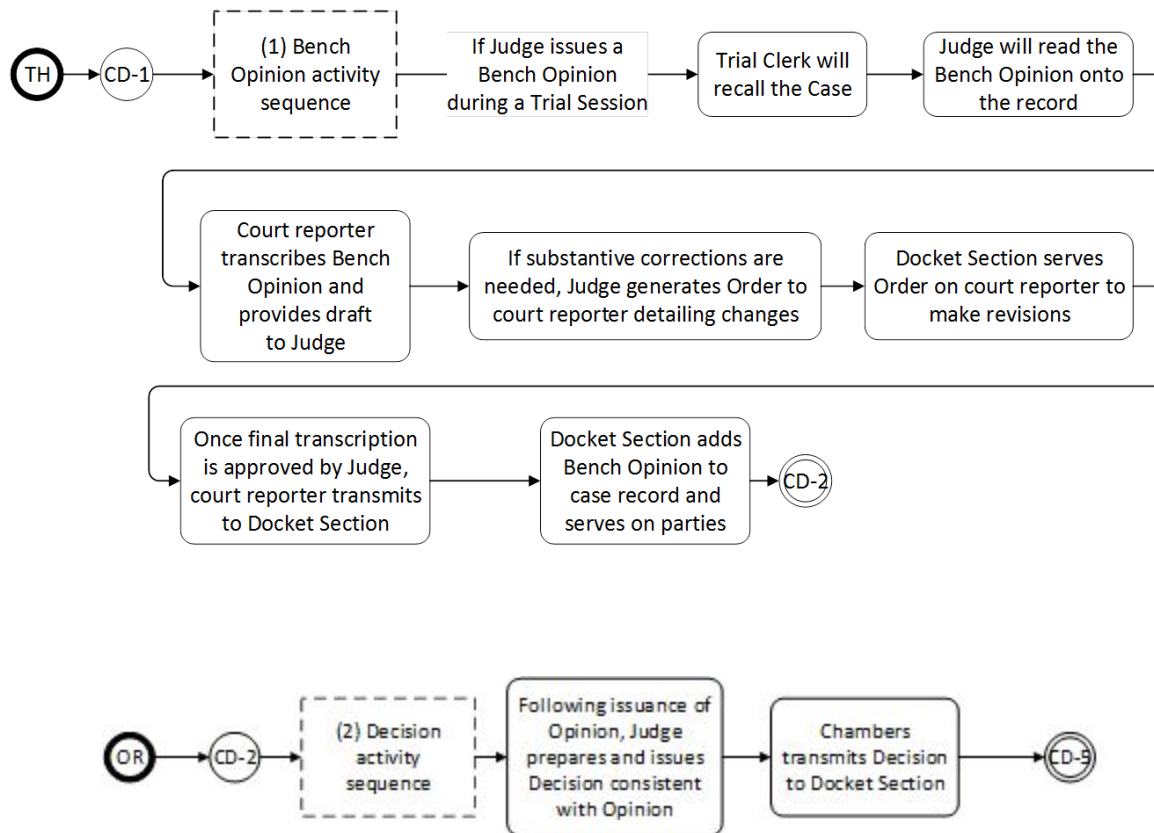 TH
CD-1
(1) Bench
Opinion activity
sequence
If Judge issues a
Bench Opinion
during a Trial Session
Trial Clerk will
recall the Case
Judge will read the
Bench Opinion onto
the record
Court reporter
transcribes Bench
Opinion and
provides draft
to Judge
If substantive corrections are
needed, Judge generates Order to
court reporter detailing changes
Docket Section serves
Order on court reporter to
make revisions
Once final transcription
is approved by Judge,
court reporter transmits
to Docket Section
Docket Section adds
Bench Opinion to
case record and
serves on parties
CD-2
OR
CD-2
(2) Decision
activity
sequence
Following issuance of
Opinion, Judge
prepares and issues
Decision consistent
with Opinion
Chambers
transmits Decision
to Docket Section
CD-5